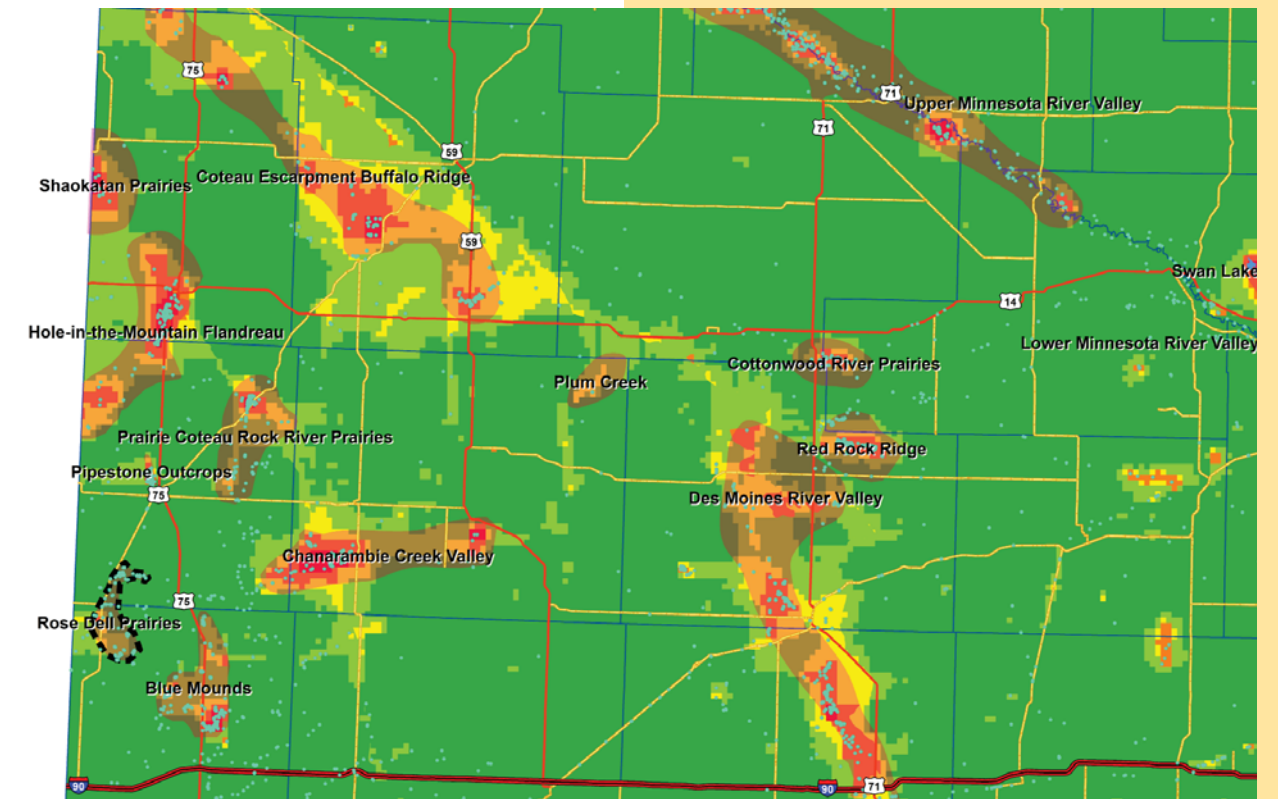 75
71
Upper Minnesota River Valley
71
59
Coteau Escarpment Buffalo Ridge
Shaokatan Prairies
59
Swan Lake
14
Hole-in-the-Mountain Flandreau
Lower Minnesota River Valley
Cottonwood River Prairies
Plum Creek
Prairie Coteau Rock River Prairies
Red Rock Ridge
Pipestone Outcrops
75
Des Moines River Valley
Chanarambie Creek Valley
75
Rose Dell Prairies
Blue Mounds
90
90
71